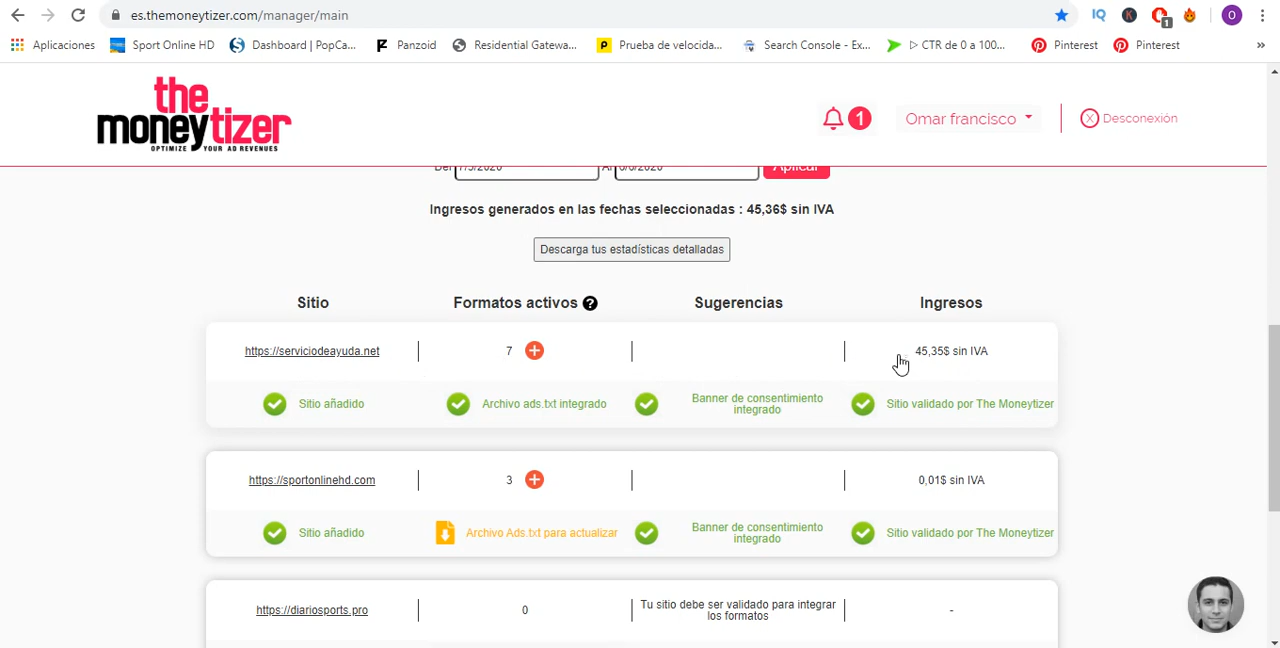 es.themoneytizer.com/manager/main
Aplicaciones Sport Online HD Dashboard | PopCa... Panzoid Residential Gatewa... Prueba de velocida... Search Console - Ex... ▷ CTR de 0 a 100... Pinterest Pinterest »
the
moneytizer
OPTIMIZE YOUR AD REVENUES
1 Omar francisco Desconexión
Del Al Aplicar
Ingresos generados en las fechas seleccionadas : 45,36$ sin IVA
Descarga tus estadísticas detalladas
Sitio Formatos activos ? Sugerencias Ingresos
https://serviciodeayuda.net 7 45,35$ sin IVA
Sitio añadido Archivo ads.txt integrado Banner de consentimiento integrado Sitio validado por The Moneytizer
https://sportonlinehd.com 3 0,01$ sin IVA
Sitio añadido Archivo Ads.txt para actualizar Banner de consentimiento integrado Sitio validado por The Moneytizer
https://diariosports.pro 0 Tu sitio debe ser validado para integrar los formatos -